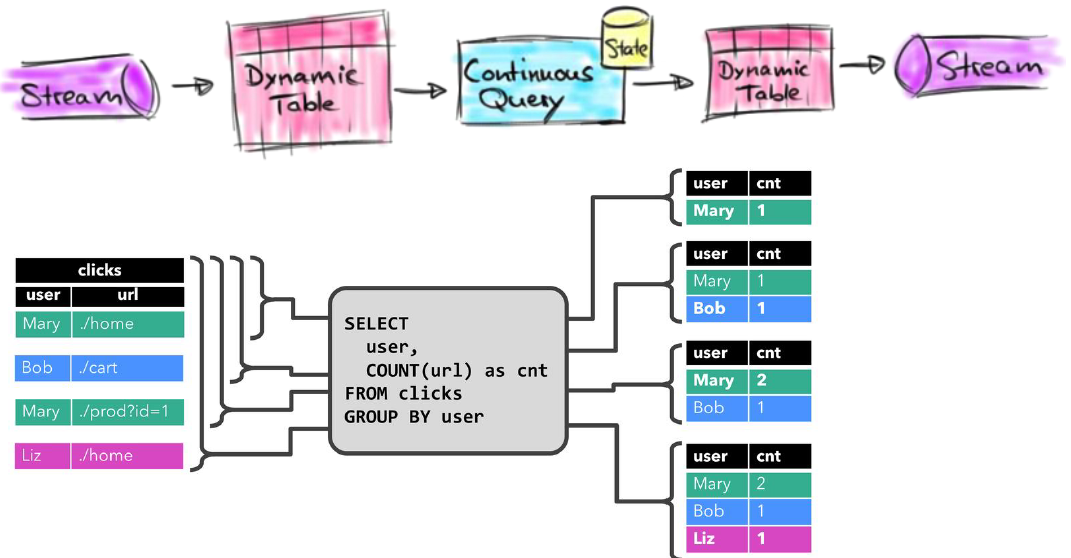 Stream
Dynamic
Table
Continuous
Query
State
Dynamic
Table
Stream
clicks
user url
Mary ./home
Bob ./cart
Mary ./prod?id=1
Liz ./home
SELECT
user,
COUNT(url) as cnt
FROM clicks
GROUP BY user
user cnt
Mary 1
user cnt
Mary 1
Bob 1
user cnt
Mary 2
Bob 1
user cnt
Mary 2
Bob 1
Liz 1